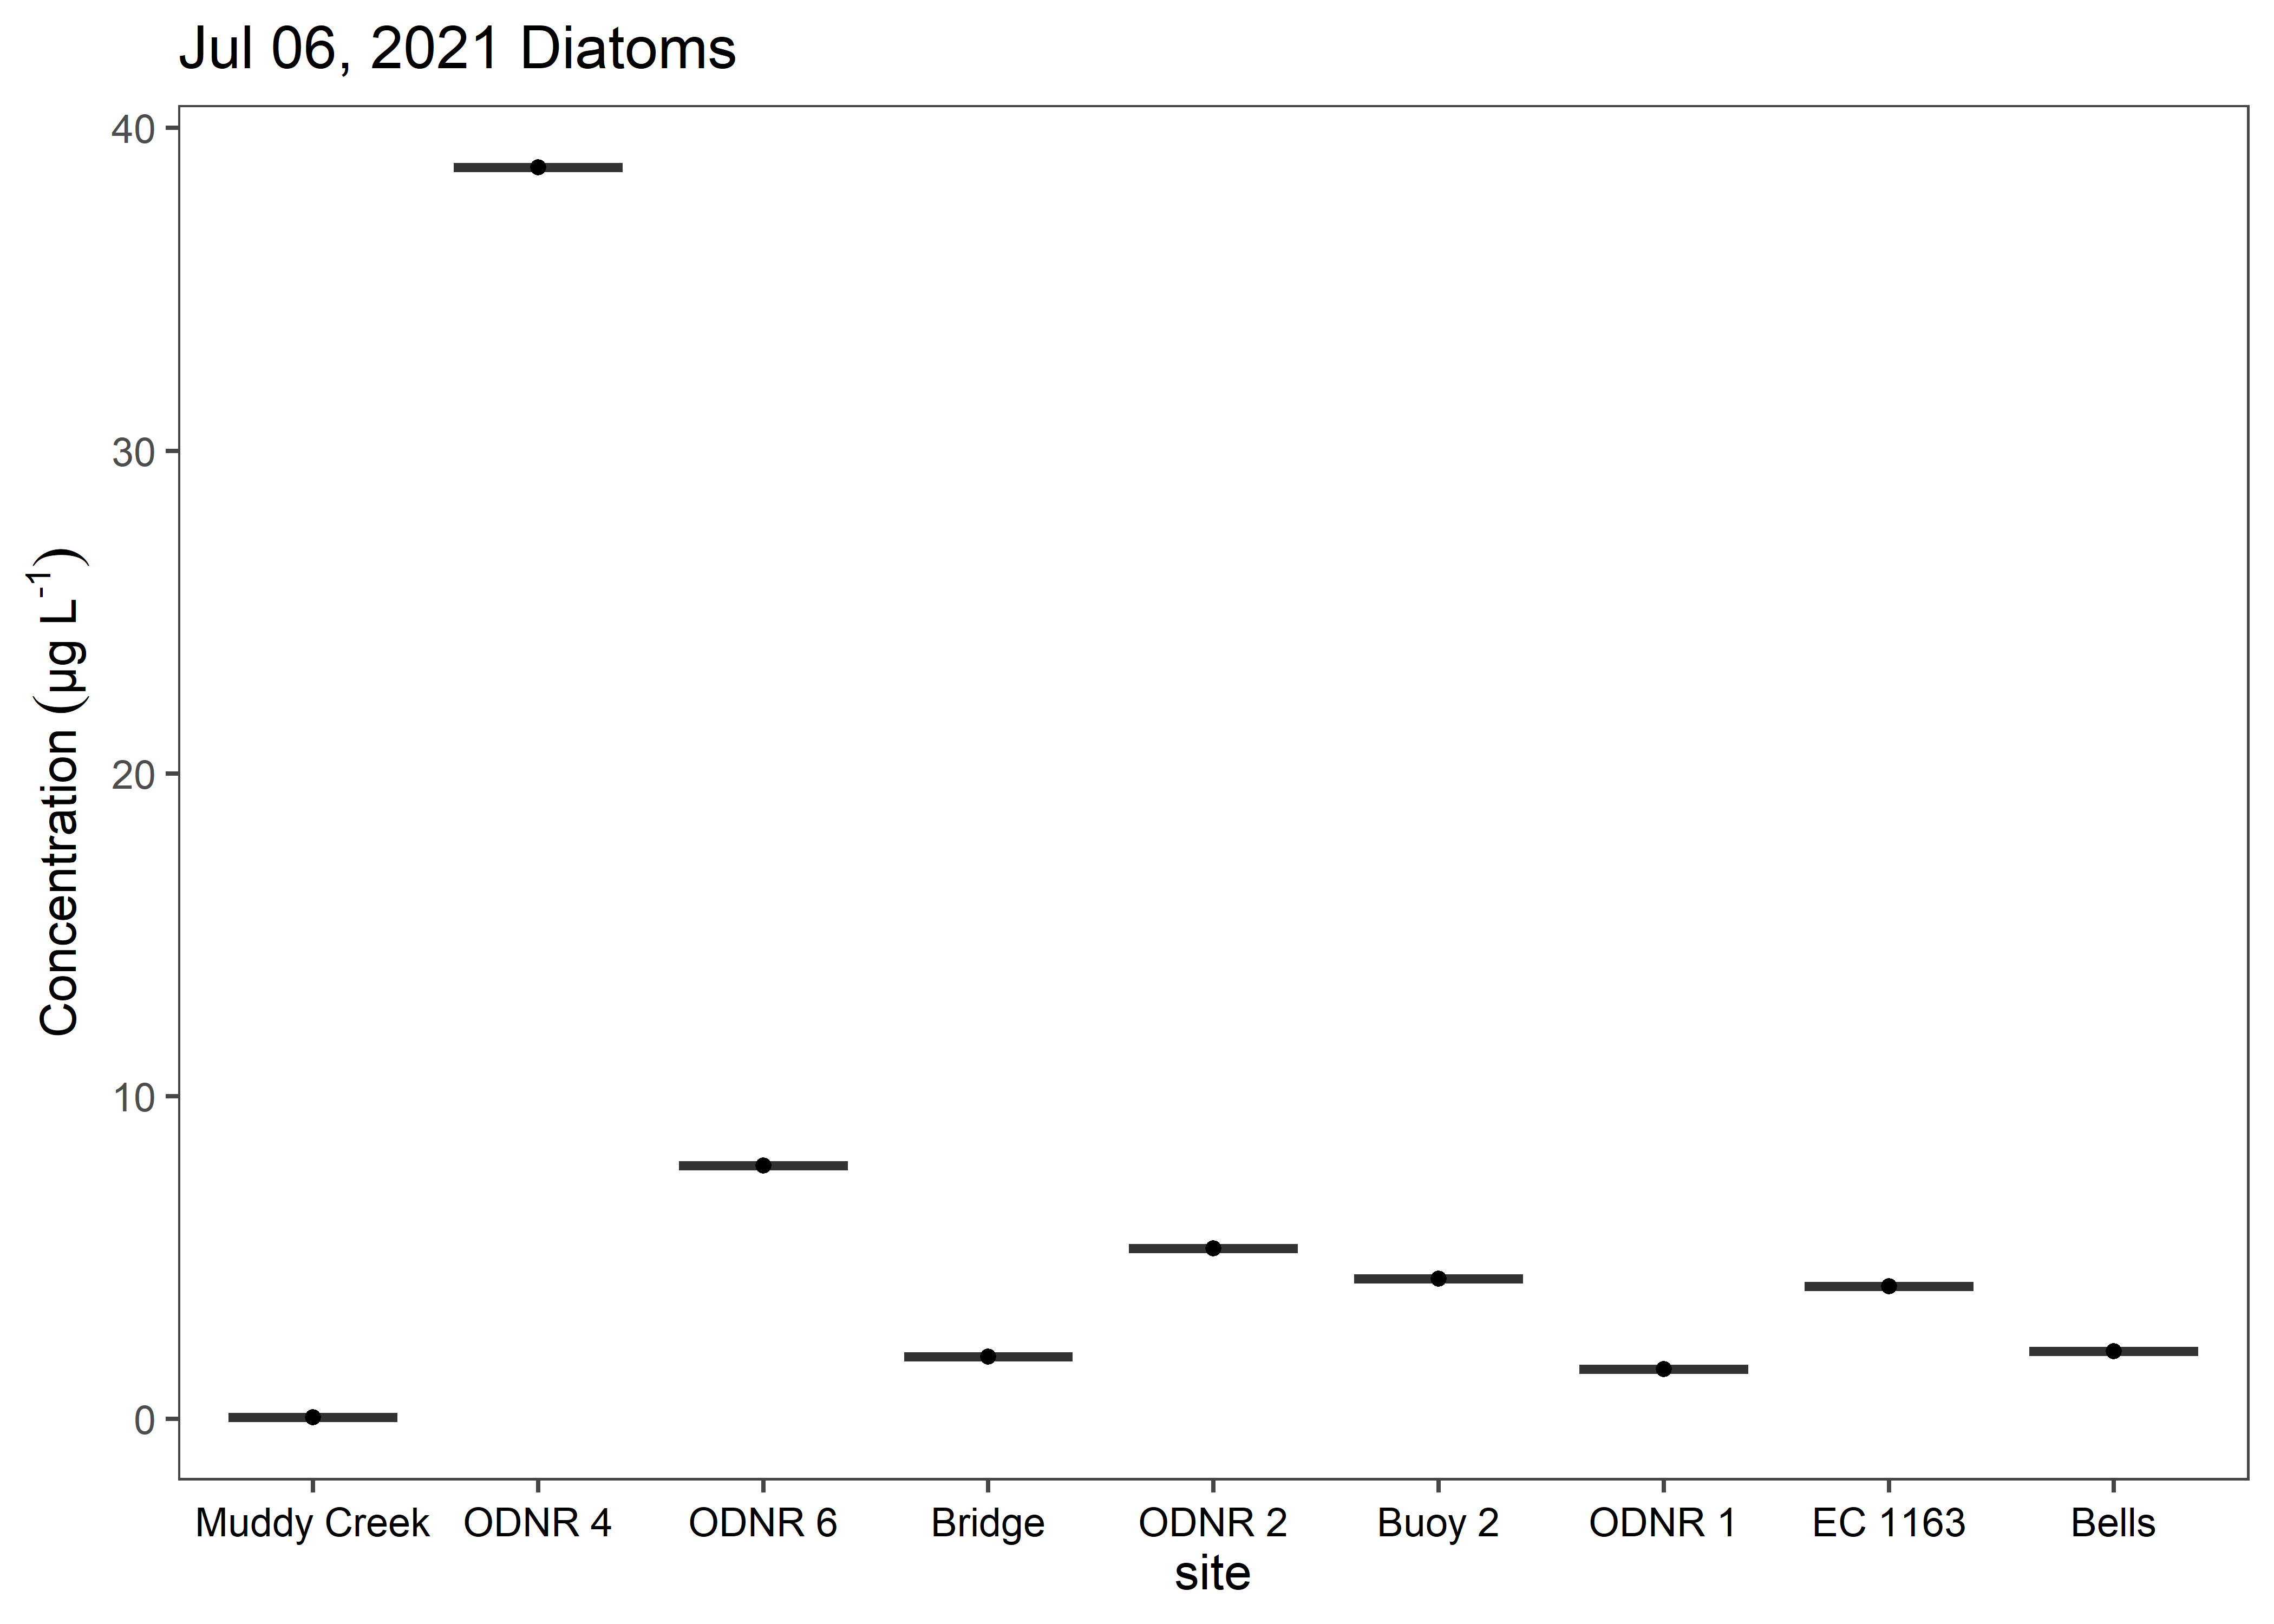 Jul 06, 2021 Diatoms
Concentration (µg L⁻¹)
40
30
20
10
0
Muddy Creek ODNR 4 ODNR 6 Bridge ODNR 2 Buoy 2 ODNR 1 EC 1163 Bells
site